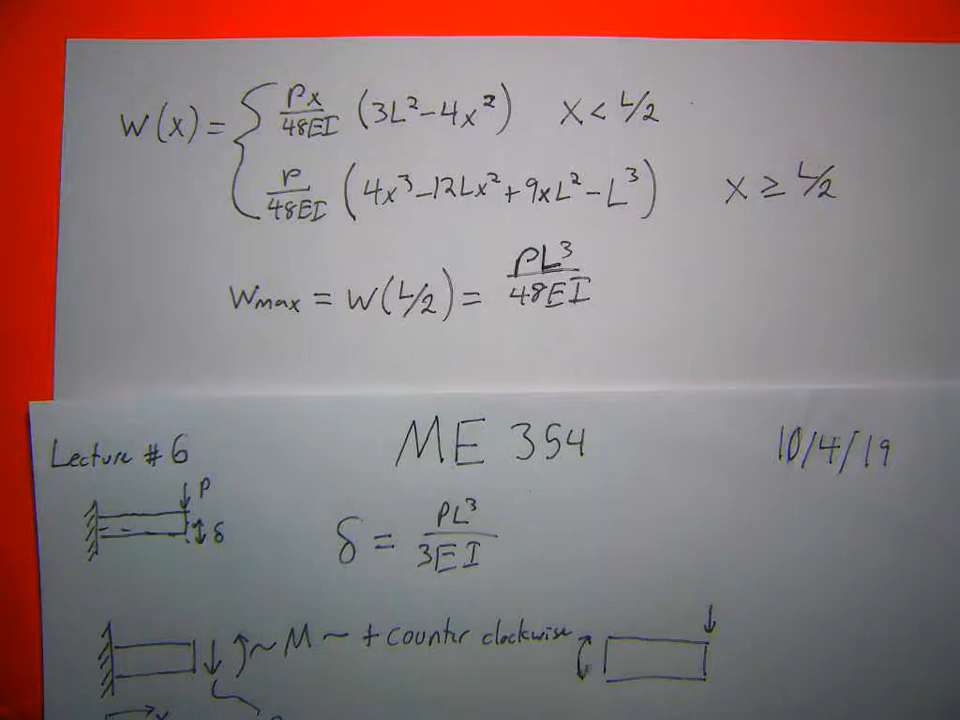 W(x) = { Px/48EI (3L² - 4x²) x < L/2
P/48EI (4x³ - 12Lx² + 9xL² - L³) x ≥ L/2
Wmax = W(L/2) = PL³/48EI
Lecture # 6 ME 354 10/4/19
P
δ
δ = PL³/3EI
~ M ~ + counter clockwise
x